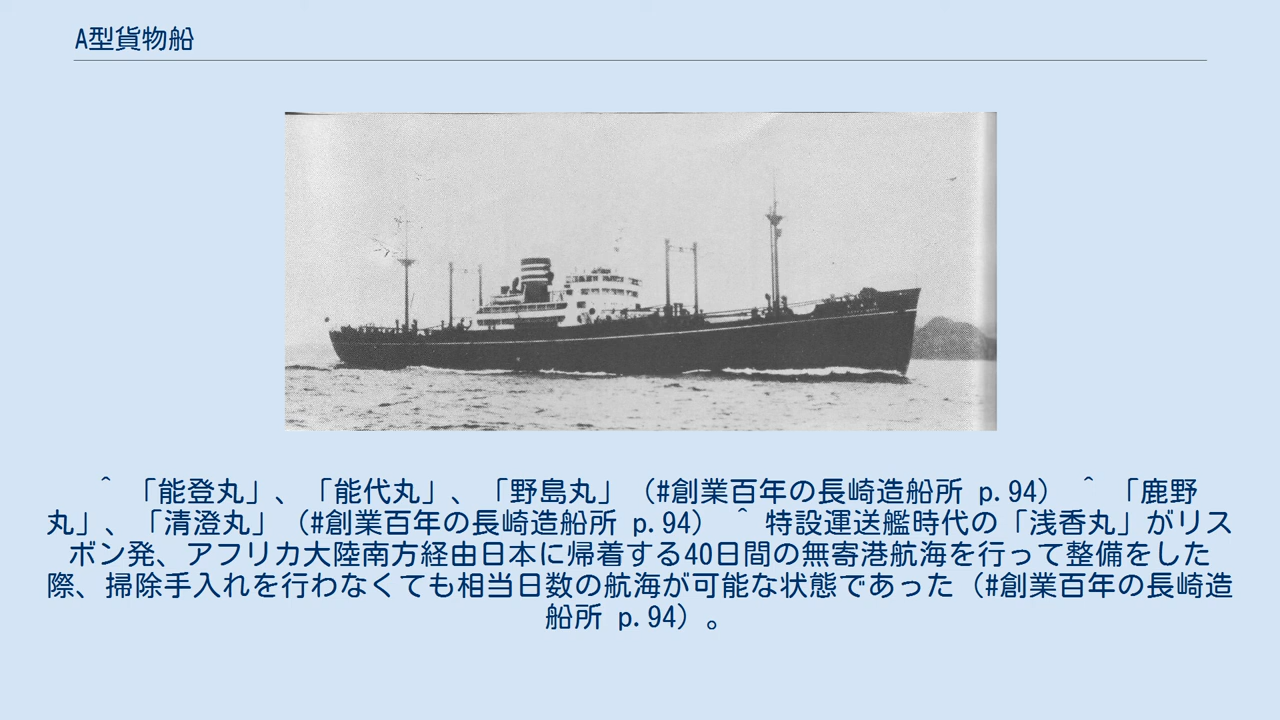 A型貨物船
＾ 「能登丸」、「能代丸」、「野島丸」（#創業百年の長崎造船所 p.94） ＾ 「鹿野
丸」、「清澄丸」（#創業百年の長崎造船所 p.94） ＾ 特設運送艦時代の「浅香丸」がリス
ボン発、アフリカ大陸南方経由日本に帰着する40日間の無寄港航海を行って整備をした
際、掃除手入れを行わなくても相当日数の航海が可能な状態であった（#創業百年の長崎造
船所 p.94）。